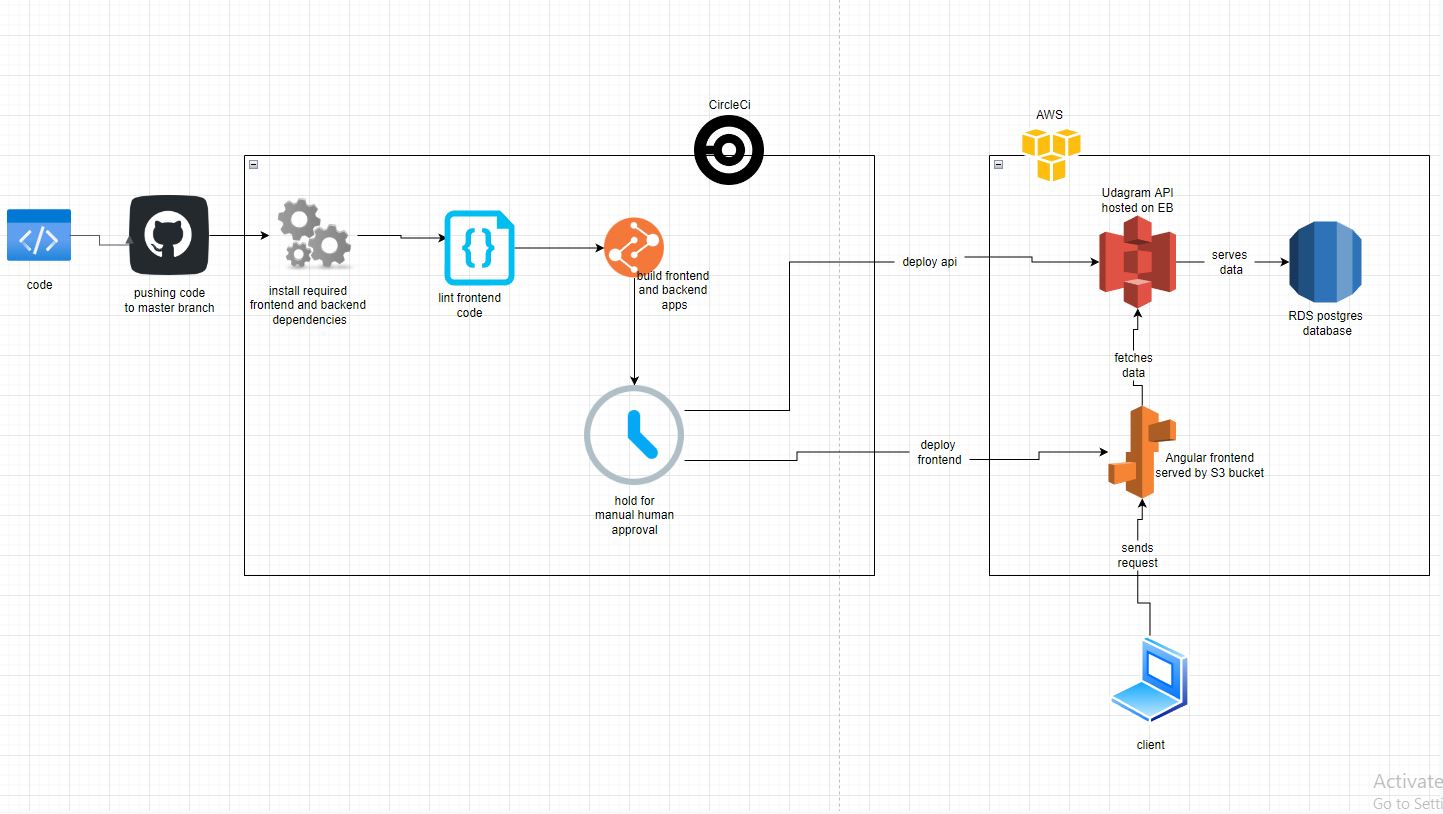 CircleCi
AWS
code
pushing code
to master branch
install required
frontend and backend
dependencies
lint frontend
code
build frontend
and backend
apps
hold for
manual human
approval
deploy api
deploy
frontend
Udagram API
hosted on EB
serves
data
RDS postgres
database
fetches
data
Angular frontend
served by S3 bucket
sends
request
client
Activate
Go to Setti